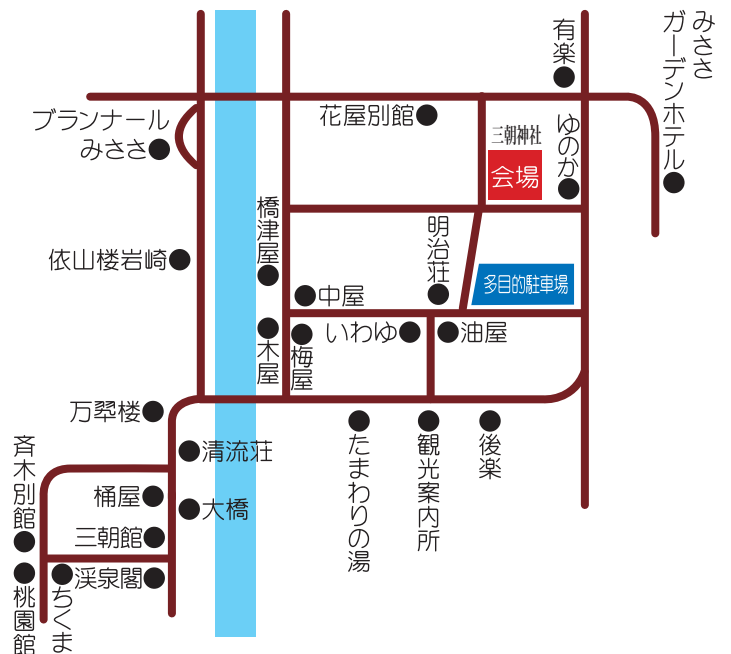 有楽
みささ
ガーデンホテル
ブランナール
みささ
花屋別館
三朝神社
ゆのか
会場
橋津屋
明治荘
依山楼岩崎
中屋
多目的駐車場
木屋
梅屋
いわゆ
油屋
万翆楼
清流荘
たまわりの湯
観光案内所
後楽
斉木別館
桶屋
大橋
三朝館
渓泉閣
桃園館
ちくま